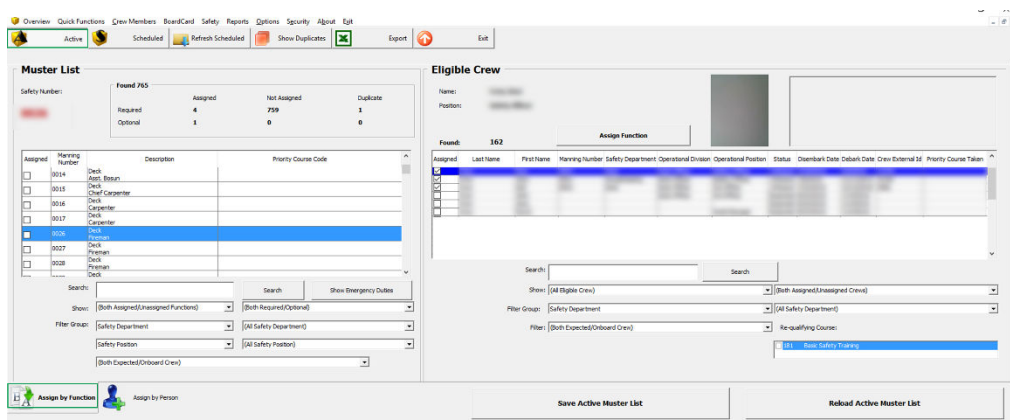 Overview Quick Functions Crew Members BoardCard Safety Reports Options Security About Exit
Active Scheduled Refresh Scheduled Show Duplicates Export Exit
Muster List
Safety Number:
Found 765
Assigned Not Assigned Duplicate
Required 4 759 1
Optional 1 0 0
Assigned Manning Number Description Priority Course Code
0014 Deck
Asst. Bosun
0015 Deck
Chief Carpenter
0016 Deck
Carpenter
0017 Deck
Carpenter
0026 Deck
Fireman
0027 Deck
Fireman
0028 Deck
Fireman
Deck
Search: Search Show Emergency Duties
Show: (Both Assigned/Unassigned Functions) (Both Required/Optional)
Filter Group: Safety Department (All Safety Department)
Safety Position (All Safety Position)
(Both Expected/Onboard Crew)
Eligible Crew
Name:
Position:
Found: 162
Assign Function
Assigned Last Name First Name Manning Number Safety Department Operational Division Operational Position Status Disembark Date Debark Date Crew External Id Priority Course Taken
Search: Search
Show: (All Eligible Crew) (Both Assigned/Unassigned Crews)
Filter Group: Safety Department (All Safety Department)
Filter: (Both Expected/Onboard Crew) Re-qualifying Course:
181 Basic Safety Training
Assign by Function Assign by Person
Save Active Muster List Reload Active Muster List